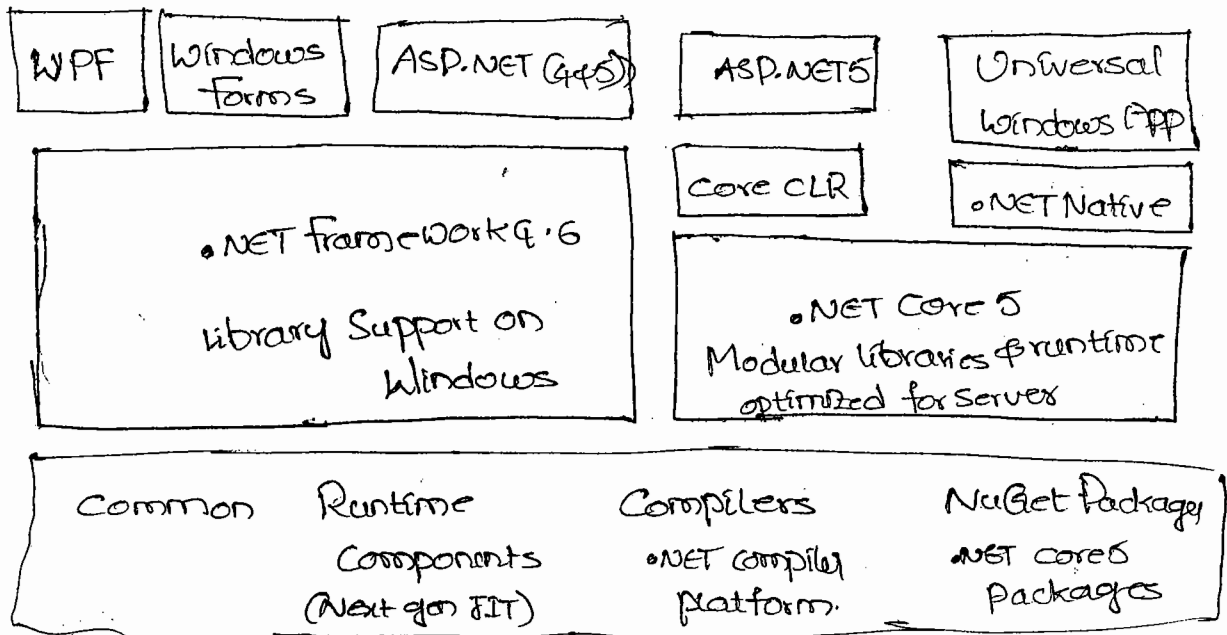 WPF
Windows
Forms
ASP.NET (4&5)
ASP.NET5
Universal
Windows App
Core CLR
.NET Native
.NET framework 4.6
Library Support on
Windows
.NET Core 5
Modular libraries & runtime
optimized for Server
Common Runtime
Components
(Next gen JIT)
Compilers
.NET compiler
platform.
NuGet Packages
.NET core5
packages